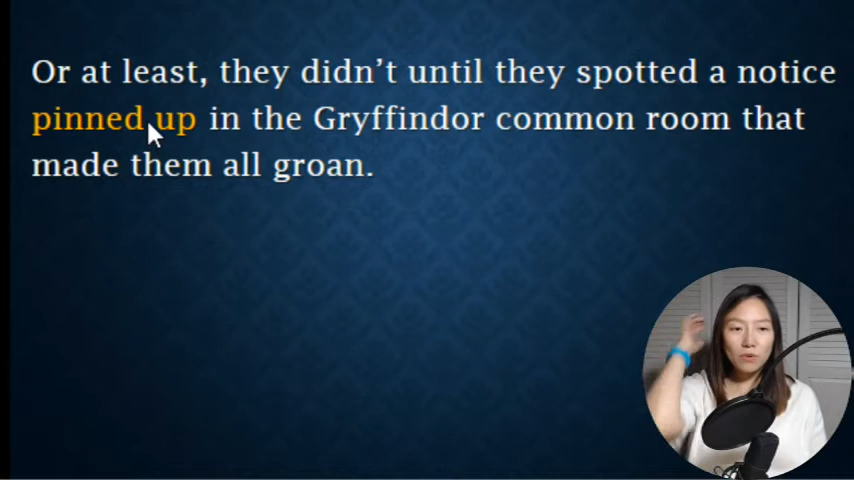 Or at least, they didn’t until they spotted a notice
pinned up in the Gryffindor common room that
made them all groan.